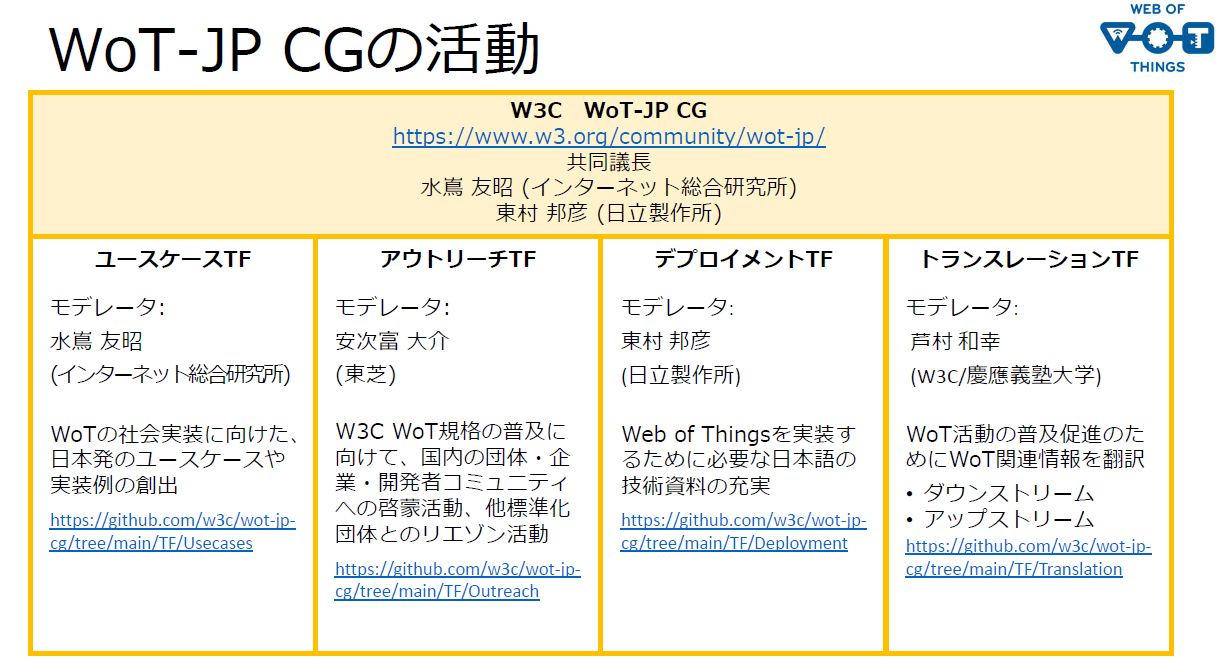 WoT-JP CGの活動
WEB OF
WOT
THINGS
W3C　WoT-JP CG
https://www.w3.org/community/wot-jp/
共同議長
水嶌 友昭 (インターネット総合研究所)
東村 邦彦 (日立製作所)
ユースケースTF
モデレータ:
水嶌 友昭
(インターネット総合研究所)
WoTの社会実装に向けた、
日本発のユースケースや
実装例の創出
https://github.com/w3c/wot-jp-
cg/tree/main/TF/Usecases
アウトリーチTF
モデレータ:
安次富 大介
(東芝)
W3C WoT規格の普及に
向けて、国内の団体・企
業・開発者コミュニティ
への啓蒙活動、他標準化
団体とのリエゾン活動
https://github.com/w3c/wot-jp-
cg/tree/main/TF/Outreach
デプロイメントTF
モデレータ:
東村 邦彦
(日立製作所)
Web of Thingsを実装す
るために必要な日本語の
技術資料の充実
https://github.com/w3c/wot-jp-
cg/tree/main/TF/Deployment
トランスレーションTF
モデレータ:
芦村 和幸
(W3C/慶應義塾大学)
WoT活動の普及促進のた
めにWoT関連情報を翻訳
• ダウンストリーム
• アップストリーム
https://github.com/w3c/wot-jp-
cg/tree/main/TF/Translation